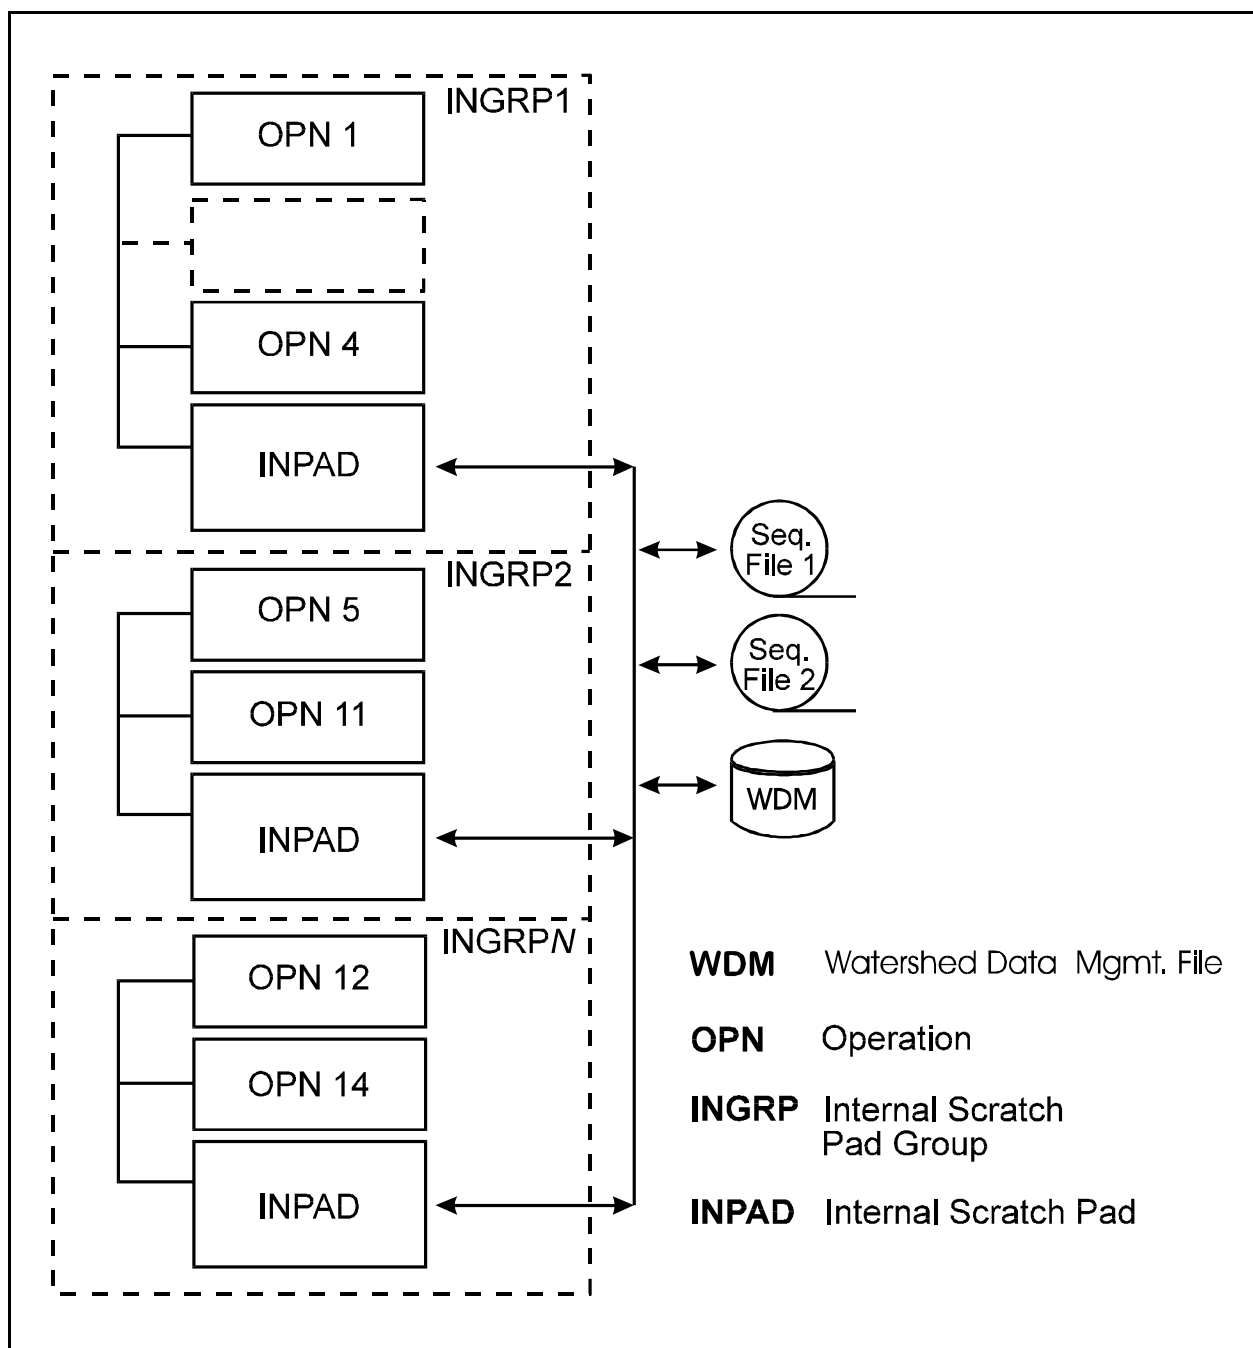 INGRP1
OPN 1
OPN 4
INPAD
INGRP2
OPN 5
OPN 11
INPAD
INGRPN
OPN 12
OPN 14
INPAD
Seq.
File 1
Seq.
File 2
WDM
WDM Watershed Data Mgmt. File
OPN Operation
INGRP Internal Scratch
Pad Group
INPAD Internal Scratch Pad